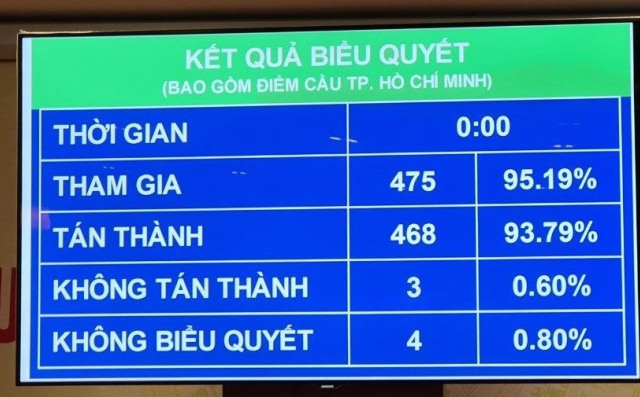 KẾT QUẢ BIỂU QUYẾT
(BAO GỒM ĐIỂM CẦU TP. HỒ CHÍ MINH)
THỜI GIAN 0:00
THAM GIA 475 95.19%
TÁN THÀNH 468 93.79%
KHÔNG TÁN THÀNH 3 0.60%
KHÔNG BIỂU QUYẾT 4 0.80%